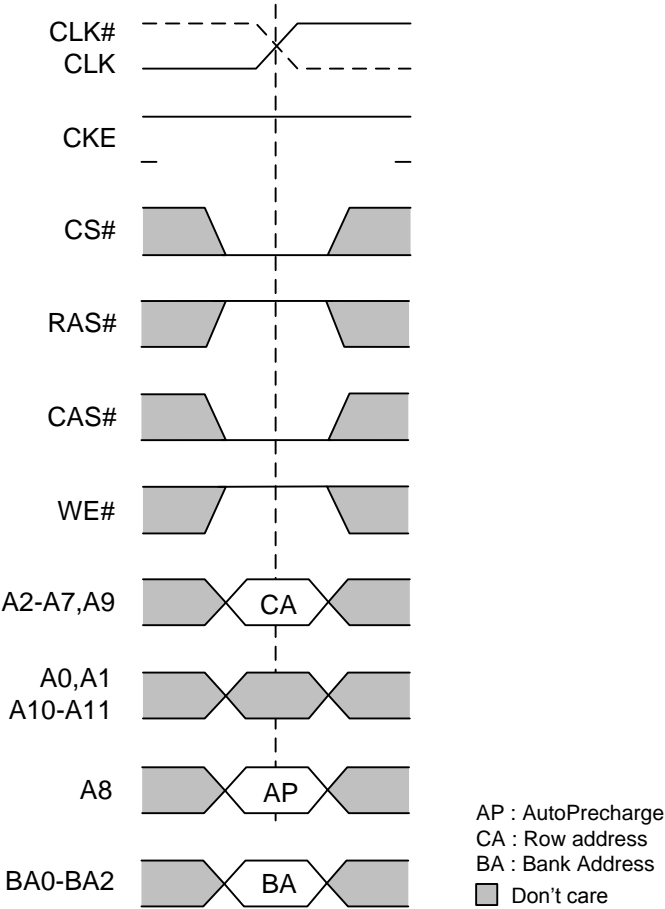 CLK#
CLK
CKE
CS#
RAS#
CAS#
WE#
A2-A7,A9
CA
A0,A1
A10-A11
A8
AP
BA0-BA2
BA
AP : AutoPrecharge
CA : Row address
BA : Bank Address
Don't care